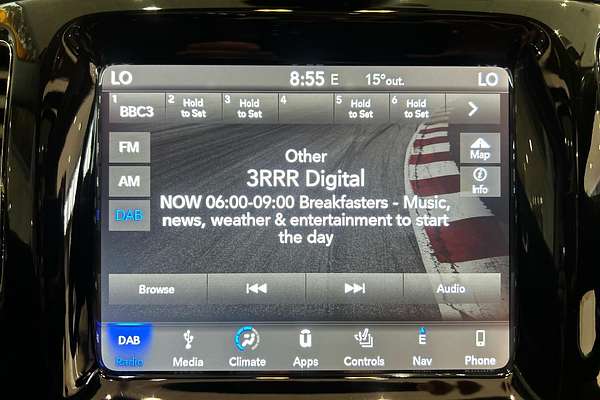 LO 8:55 E 15°out. LO
1 BBC3 2 Hold to Set 3 Hold to Set 4 5 Hold to Set 6 Hold to Set
FM
Map
AM
Info
DAB
Other
3RRR Digital
NOW 06:00-09:00 Breakfasters - Music,
news, weather & entertainment to start
the day
Browse Audio
DAB
Radio Media Climate Apps Controls E Nav Phone